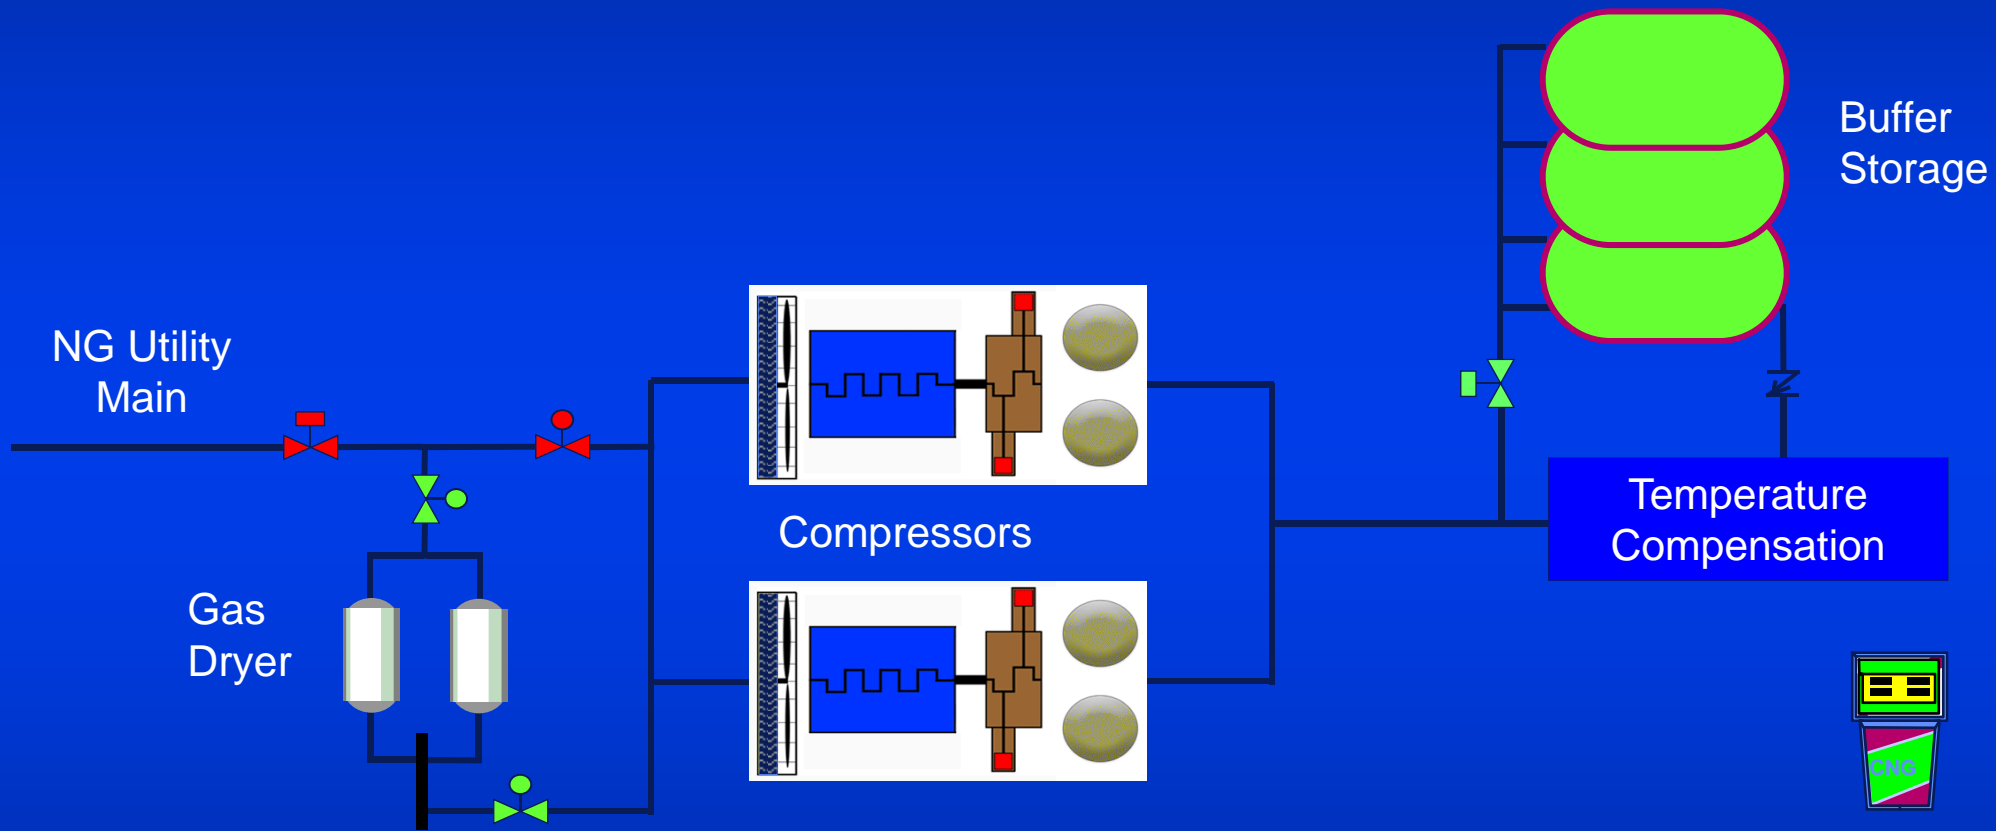 Buffer
Storage
NG Utility
Main
Compressors
Temperature
Compensation
Gas
Dryer
CNG